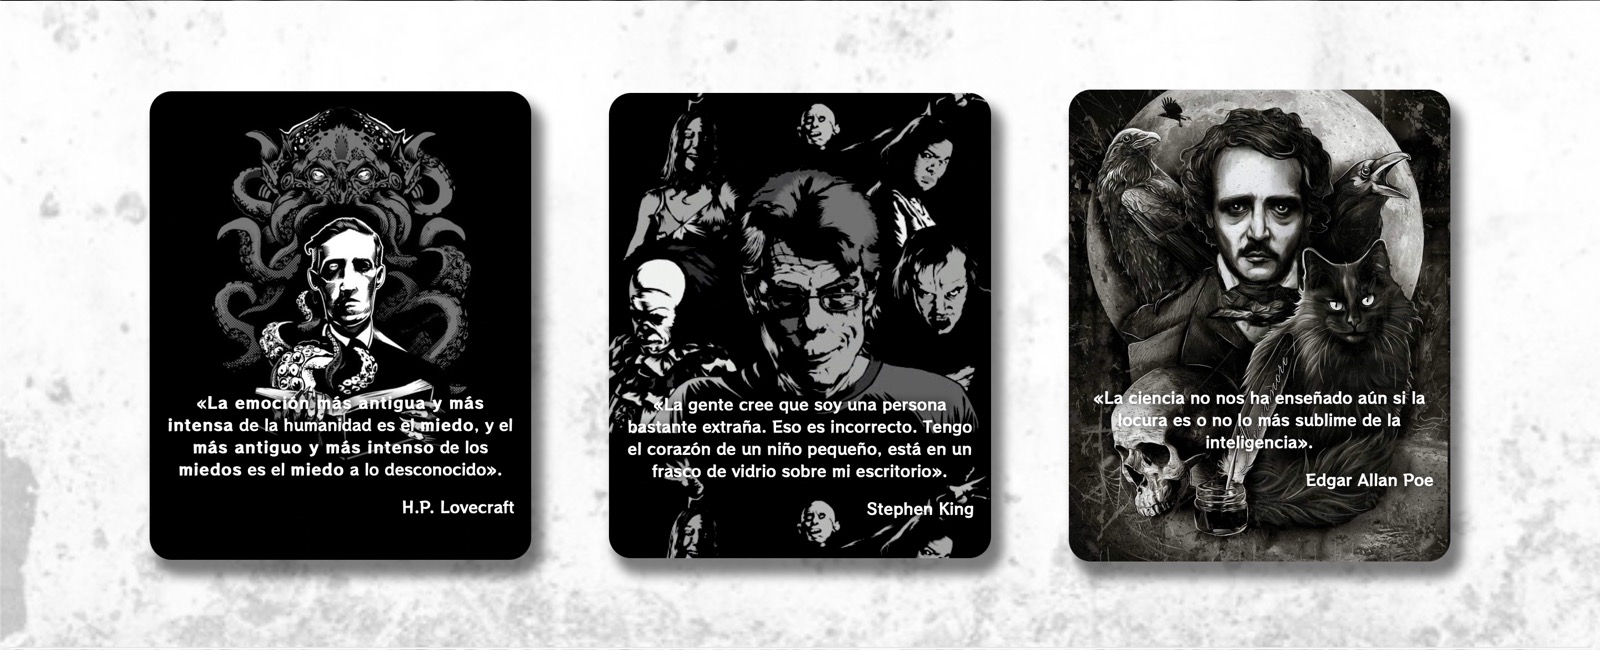 «La emoción más antigua y más
intensa de la humanidad es el miedo, y el
más antiguo y más intenso de los
miedos es el miedo a lo desconocido».
H.P. Lovecraft
«La gente cree que soy una persona
bastante extraña. Eso es incorrecto. Tengo
el corazón de un niño pequeño, está en un
frasco de vidrio sobre mi escritorio».
Stephen King
«La ciencia no nos ha enseñado aún si la
locura es o no lo más sublime de la
inteligencia».
Edgar Allan Poe